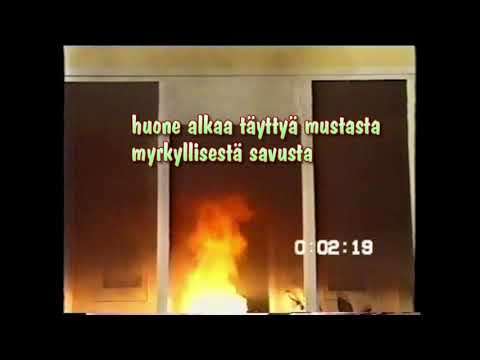 huone alkaa täyttyä mustasta
myrkyllisestä savusta
0:02:19